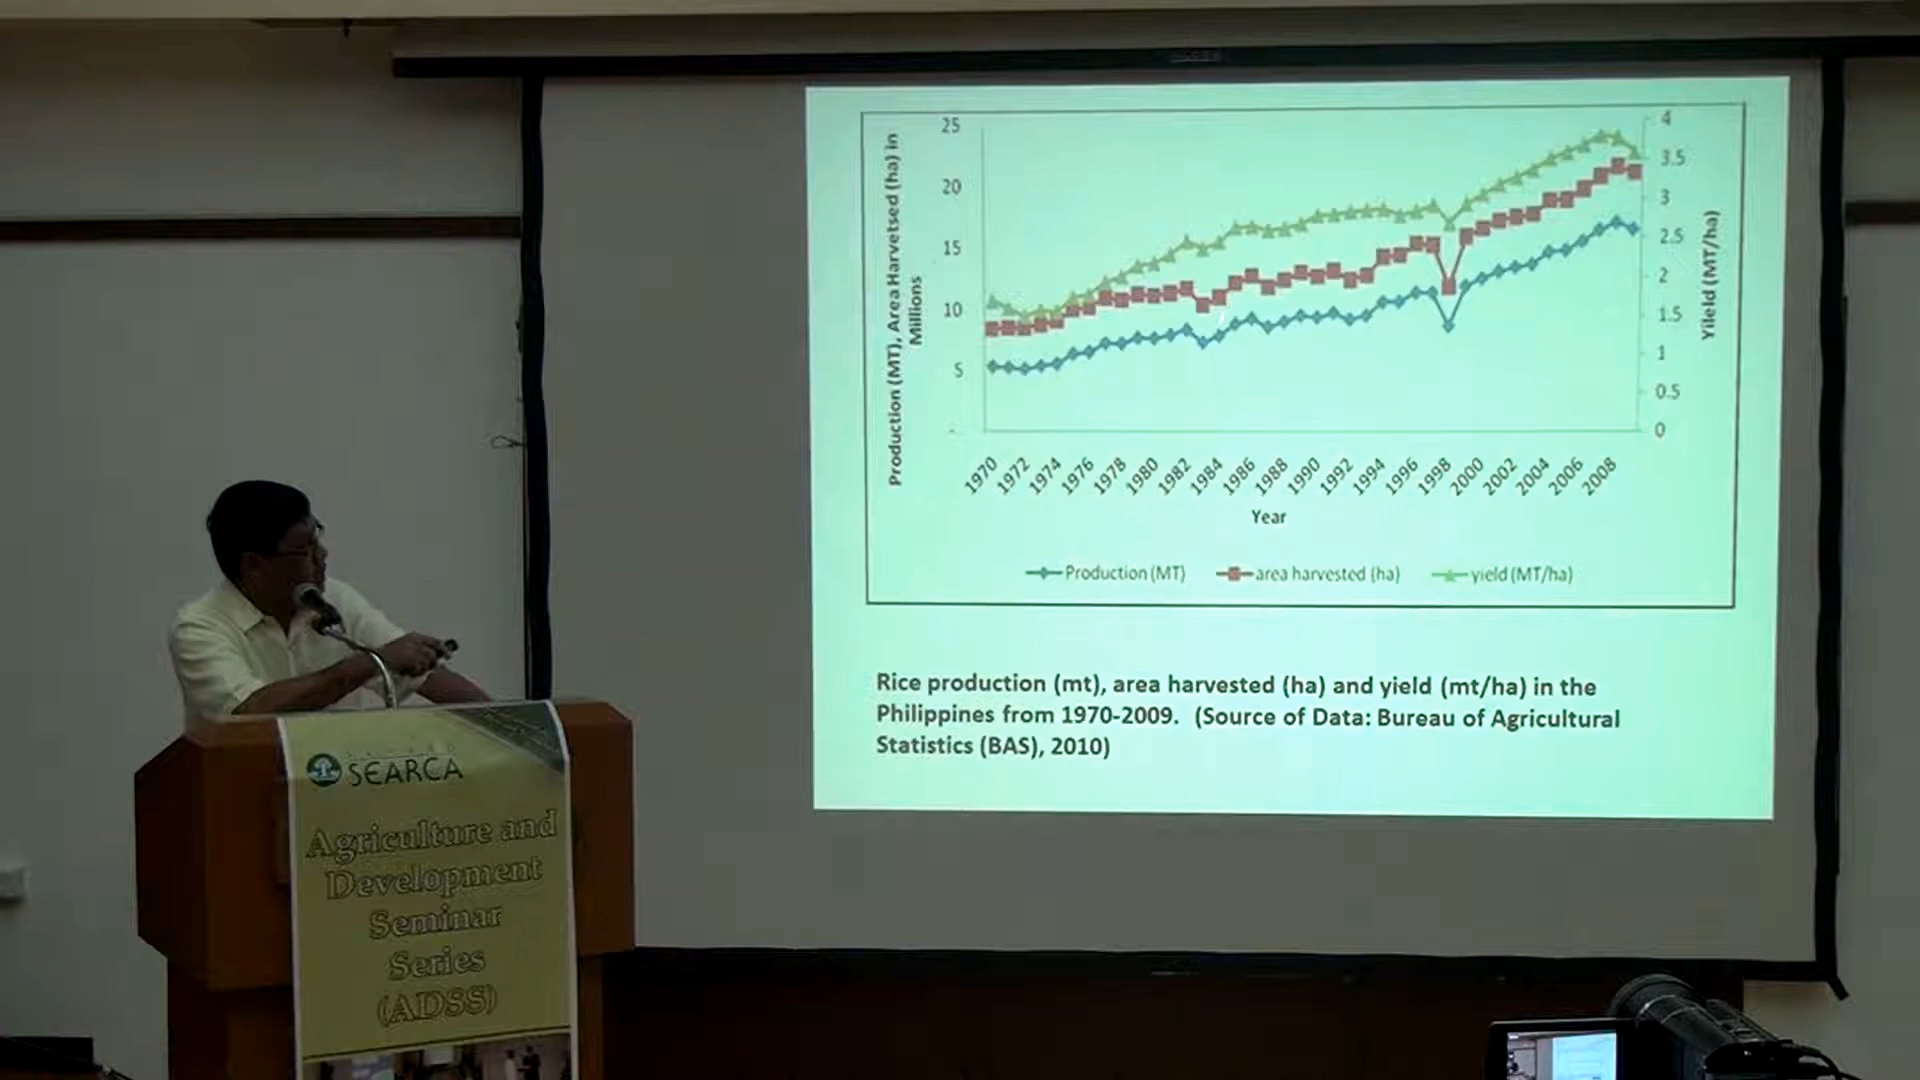 Production (MT), Area Harvetsed (ha) in
Millions
25
20
15
10
5
-
4
3.5
3
2.5
2
1.5
1
0.5
0
Yileld (MT/ha)
1970
1972
1974
1976
1978
1980
1982
1984
1986
1988
1990
1992
1994
1996
1998
2000
2002
2004
2006
2008
Year
Production (MT)
area harvested (ha)
yield (MT/ha)
Rice production (mt), area harvested (ha) and yield (mt/ha) in the
Philippines from 1970-2009. (Source of Data: Bureau of Agricultural
Statistics (BAS), 2010)
SEARCA
Agriculture and
Development
Seminar
Series
(ADSS)